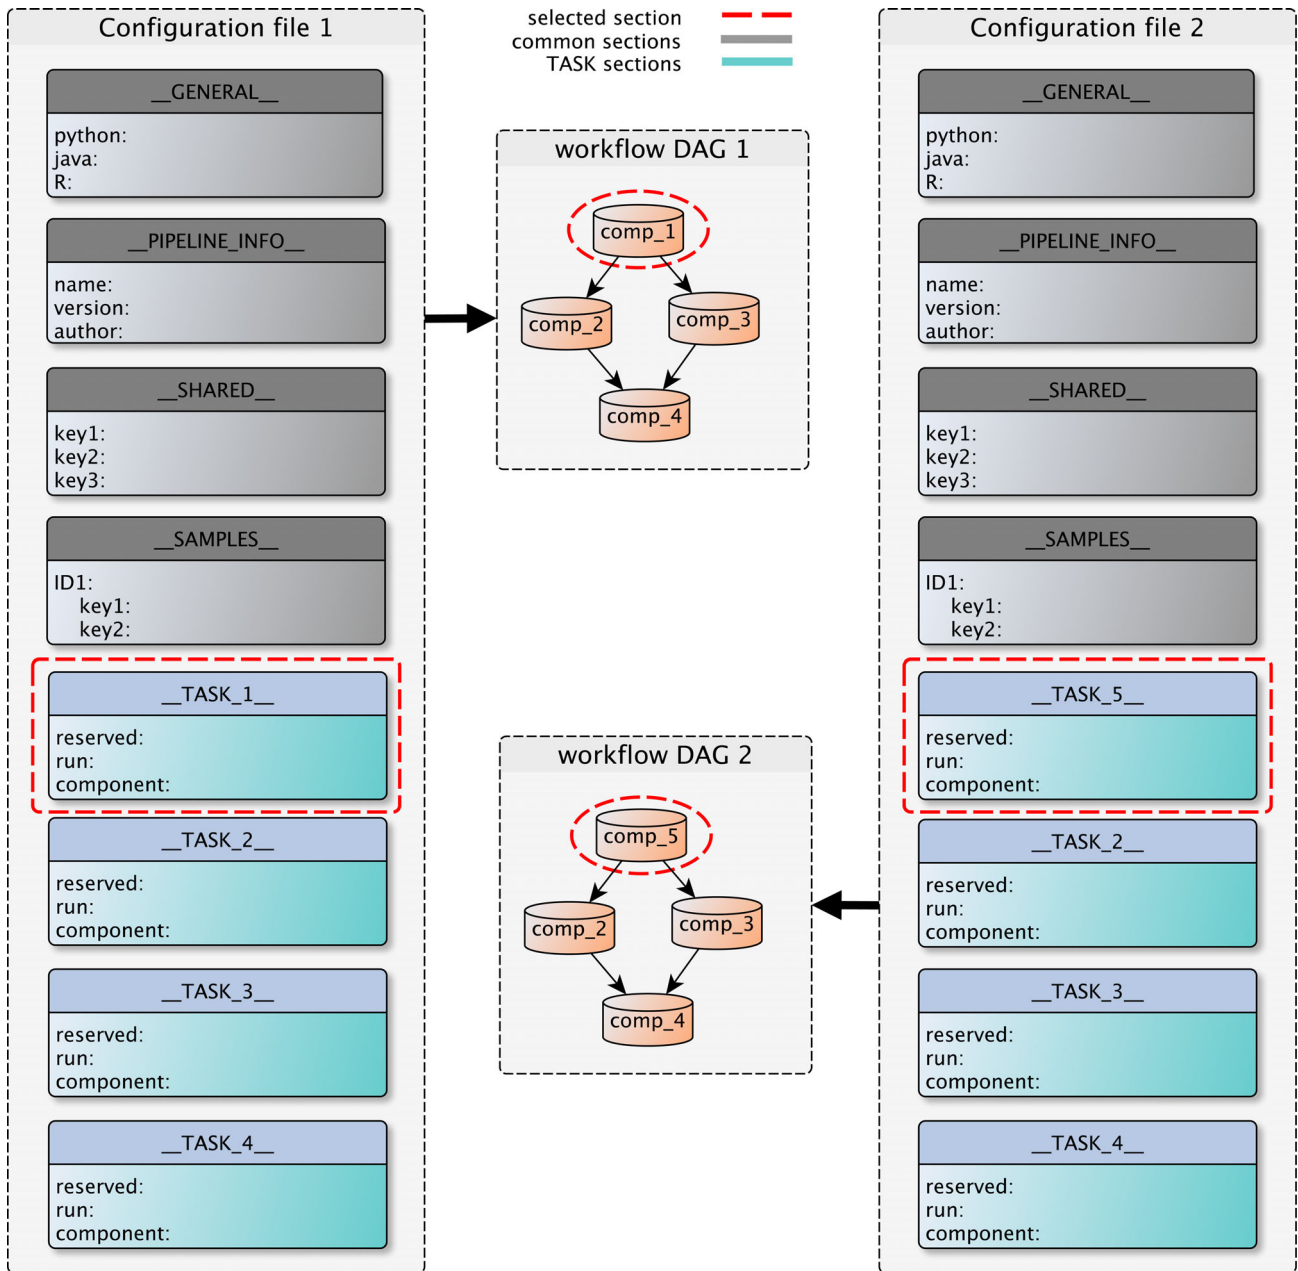 Configuration file 1
__GENERAL__
python:
java:
R:
__PIPELINE_INFO__
name:
version:
author:
__SHARED__
key1:
key2:
key3:
__SAMPLES__
ID1:
key1:
key2:
__TASK_1__
reserved:
run:
component:
__TASK_2__
reserved:
run:
component:
__TASK_3__
reserved:
run:
component:
__TASK_4__
reserved:
run:
component:
selected section
common sections
TASK sections
workflow DAG 1
comp_1
comp_2
comp_3
comp_4
workflow DAG 2
comp_5
comp_2
comp_3
comp_4
Configuration file 2
__GENERAL__
python:
java:
R:
__PIPELINE_INFO__
name:
version:
author:
__SHARED__
key1:
key2:
key3:
__SAMPLES__
ID1:
key1:
key2:
__TASK_5__
reserved:
run:
component:
__TASK_2__
reserved:
run:
component:
__TASK_3__
reserved:
run:
component:
__TASK_4__
reserved:
run:
component: